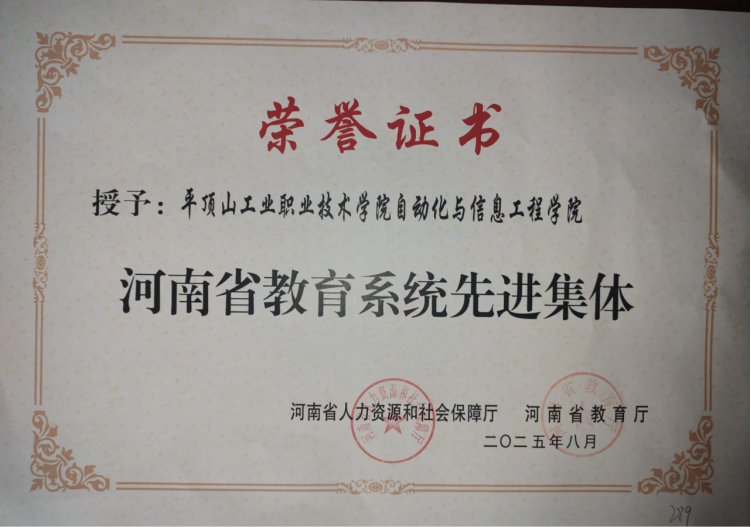 荣誉证书
授予：平顶山工业职业技术学院自动化与信息工程学院
河南省教育系统先进集体
河南省人力资源和社会保障厅 河南省教育厅
二〇二五年八月
289